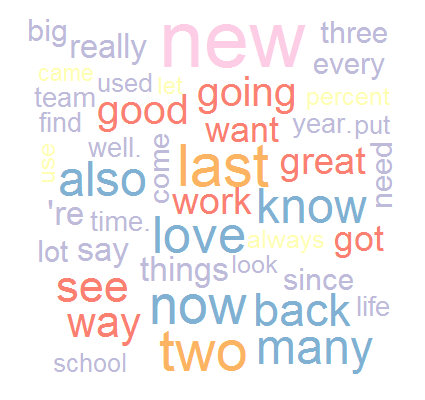 big really new three
came every
team used let going percent
find good want year. put
well. come last great need
use also work know
're time. love always got
lot say things look since
see now back life
way two many
school